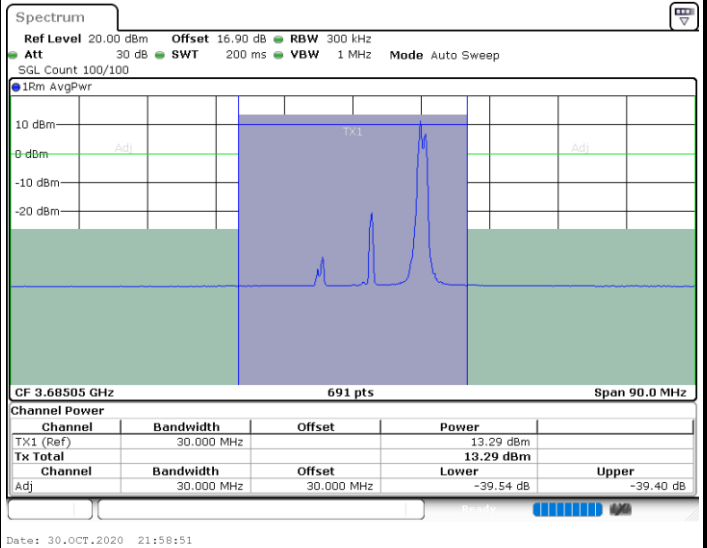 Spectrum
Ref Level 20.00 dBm Offset 16.90 dB RBW 300 kHz
Att 30 dB SWT 200 ms VBW 1 MHz Mode Auto Sweep
SGL Count 100/100
1Rm AvgPwr
10 dBm
TX1
Adj Adj
0 dBm
-10 dBm
-20 dBm
CF 3.68505 GHz 691 pts Span 90.0 MHz
Channel Power
Channel Bandwidth Offset Power
TX1 (Ref) 30.000 MHz 13.29 dBm
Tx Total 13.29 dBm
Channel Bandwidth Offset Lower Upper
Adj 30.000 MHz 30.000 MHz -39.54 dB -39.40 dB
Ready
Date: 30.OCT.2020 21:58:51